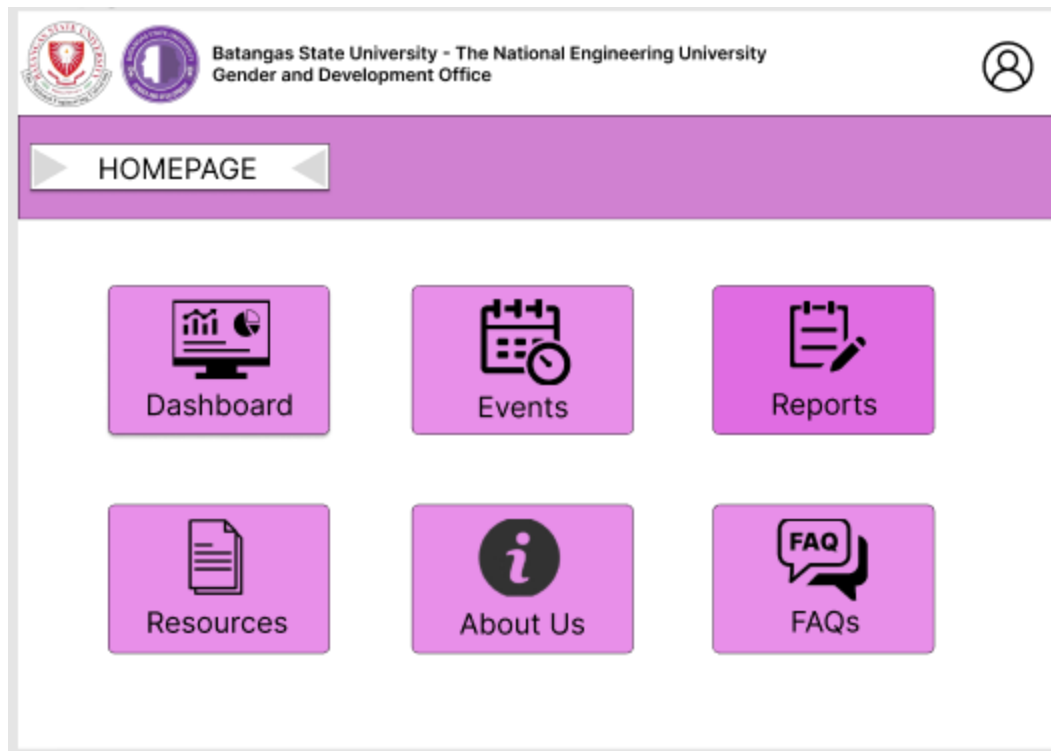 Batangas State University - The National Engineering University
Gender and Development Office
HOMEPAGE
Dashboard
Events
Reports
Resources
About Us
FAQ
FAQs